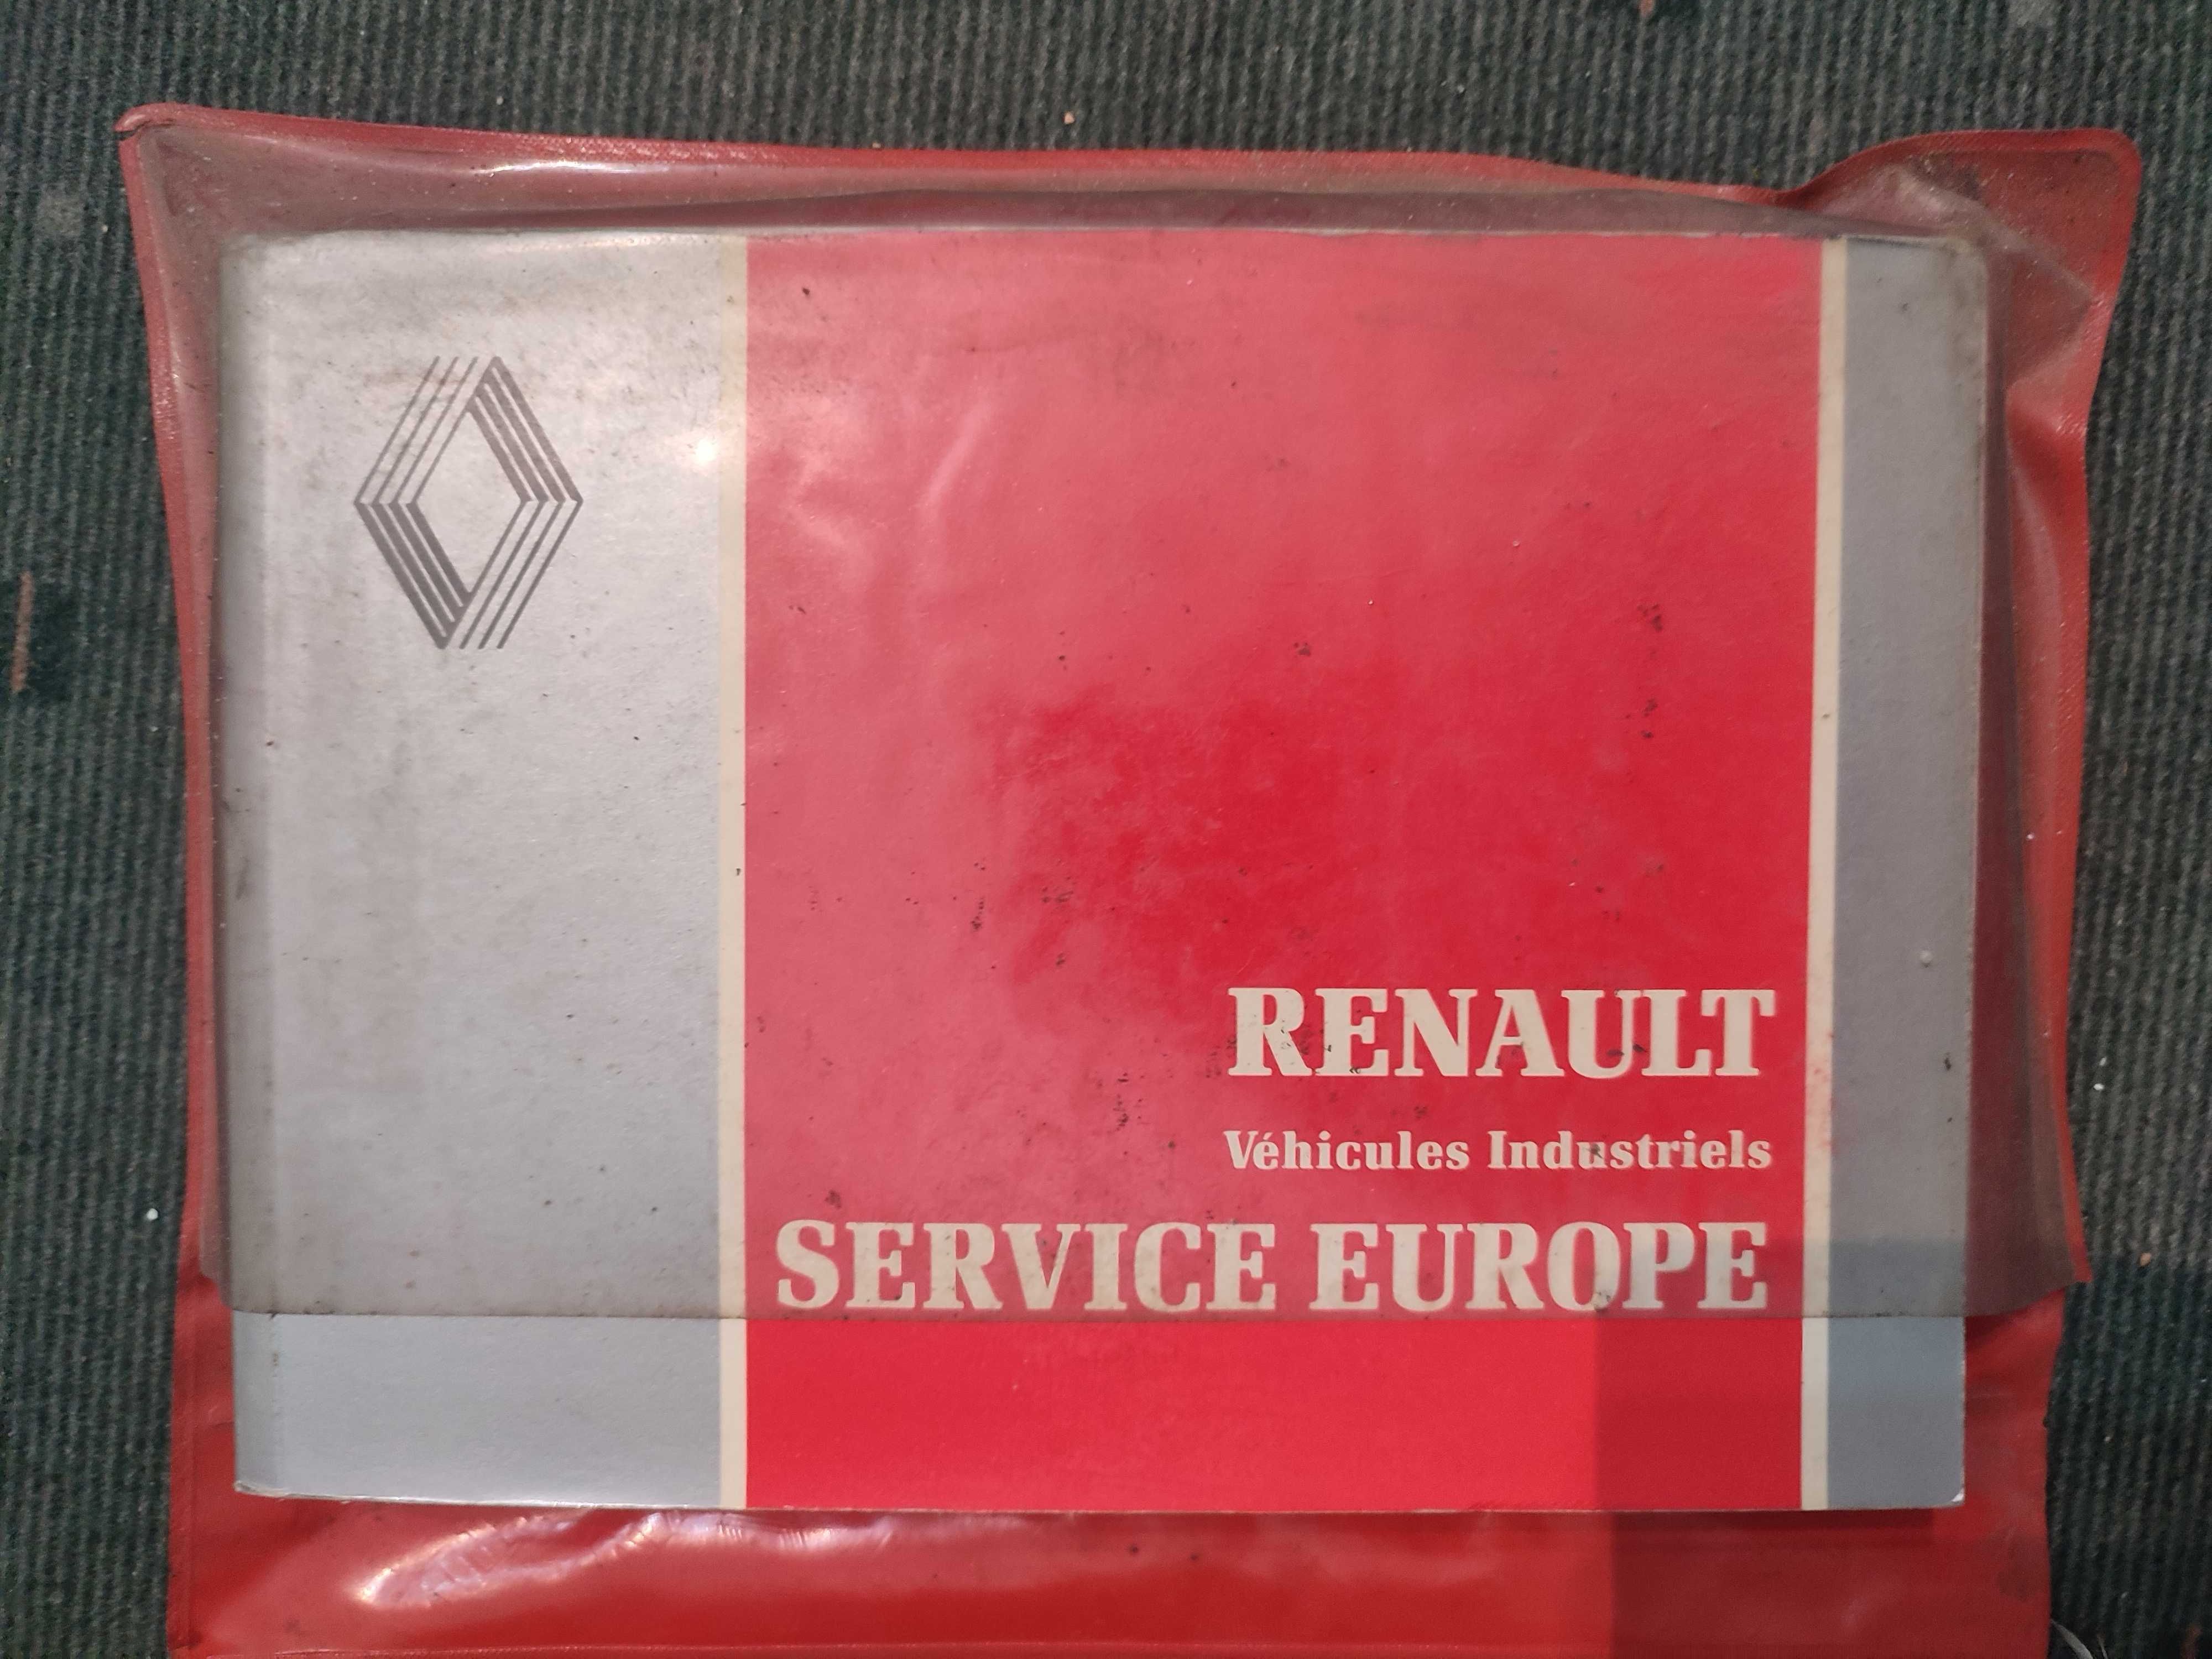 RENAULT
Véhicules Industriels
SERVICE EUROPE